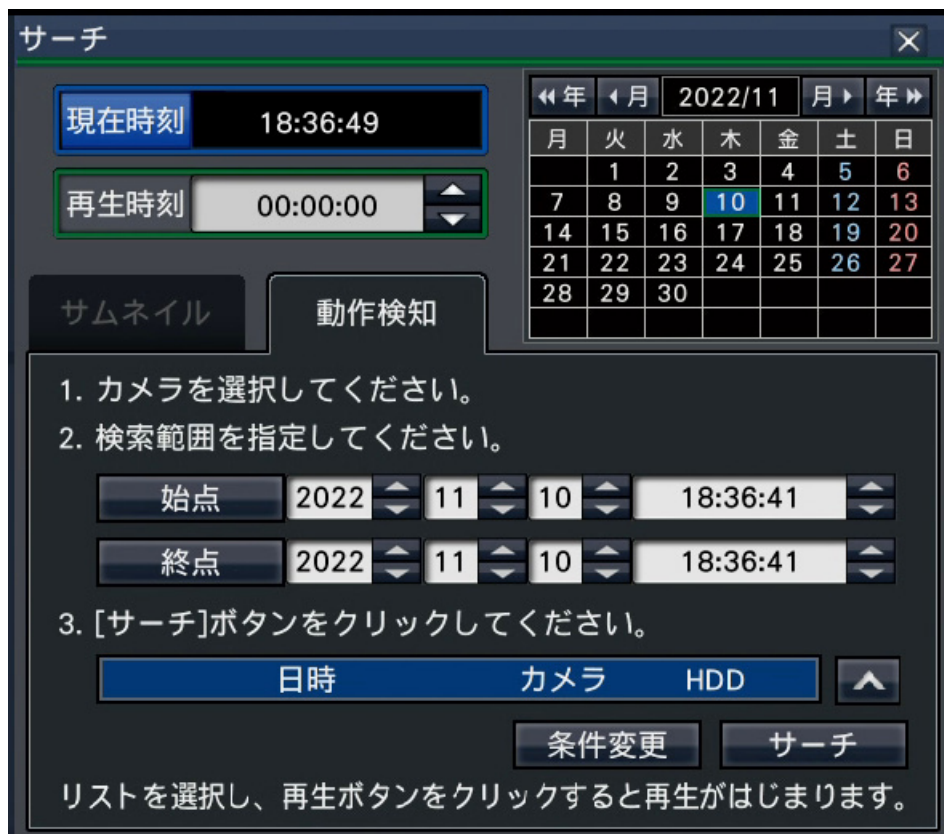 サーチ
現在時刻 18:36:49
再生時刻 00:00:00
年 月 2022/11 月 年
月 火 水 木 金 土 日
1 2 3 4 5 6
7 8 9 10 11 12 13
14 15 16 17 18 19 20
21 22 23 24 25 26 27
28 29 30
サムネイル 動作検知
1. カメラを選択してください。
2. 検索範囲を指定してください。
始点 2022 11 10 18:36:41
終点 2022 11 10 18:36:41
3. [サーチ]ボタンをクリックしてください。
日時 カメラ HDD
条件変更 サーチ
リストを選択し、再生ボタンをクリックすると再生がはじまります。